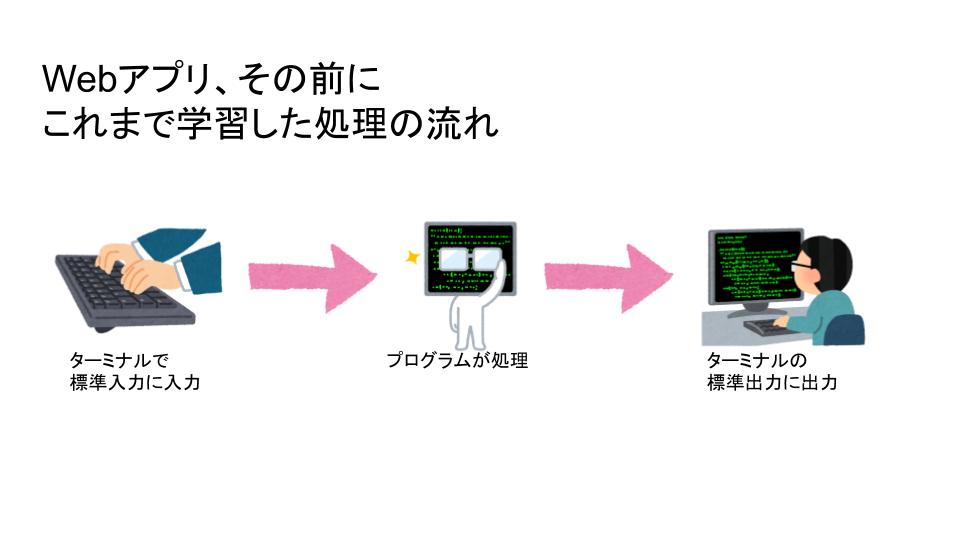 Webアプリ、その前に
これまで学習した処理の流れ
ターミナルで
標準入力に入力
プログラムが処理
ターミナルの
標準出力に出力